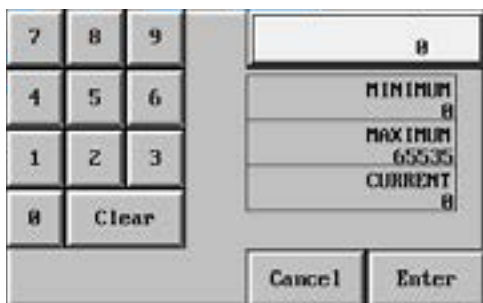 7 8 9 0
4 5 6 MINIMUM
0
MAXIMUM
1 2 3 65535
CURRENT
0
0 Clear
Cancel Enter